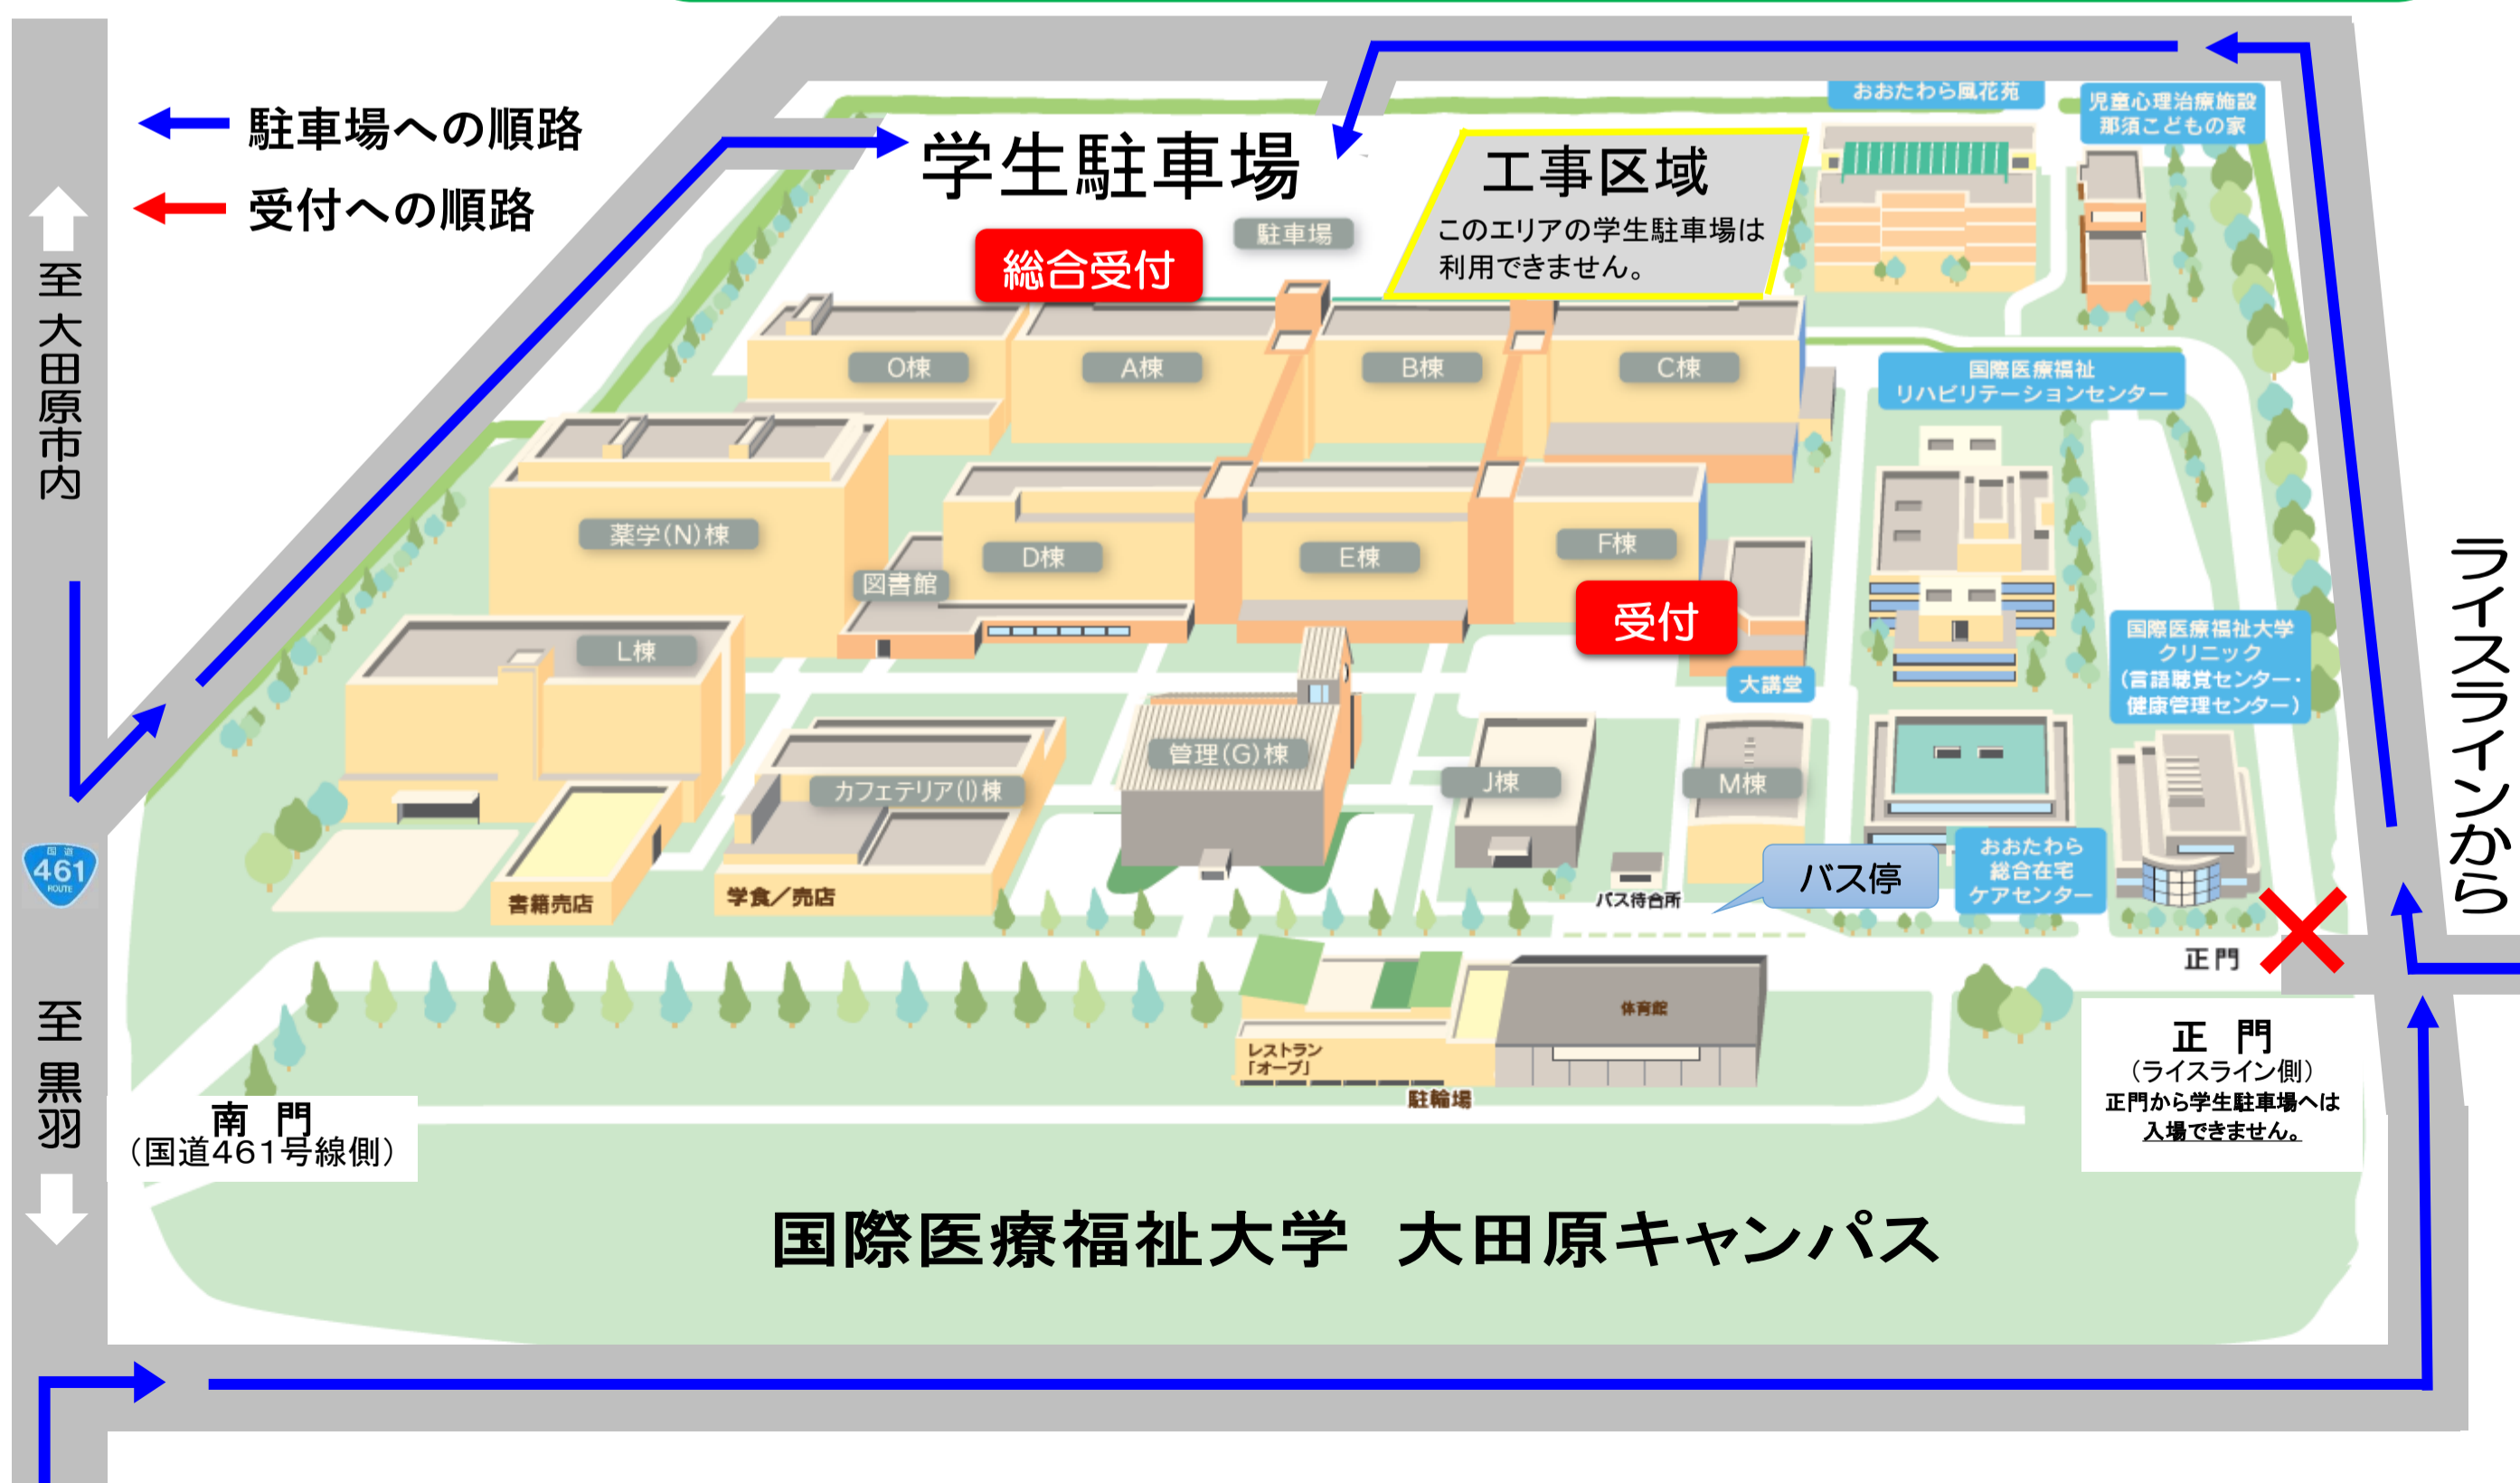 駐車場への順路
受付への順路
学生駐車場
駐車場
総合受付
工事区域
このエリアの学生駐車場は
利用できません。
おおたわら風花苑
児童心理治療施設
那須こどもの家
至 大田原市内
O棟
A棟
B棟
C棟
国際医療福祉
リハビリテーションセンター
薬学(N)棟
図書館
D棟
E棟
F棟
受付
大講堂
国際医療福祉大学
クリニック
(言語聴覚センター・
健康管理センター)
ライスラインから
L棟
カフェテリア(I)棟
管理(G)棟
J棟
M棟
国道
461
ROUTE
書籍売店
学食／売店
バス待合所
バス停
おおたわら
総合在宅
ケアセンター
正門
至 黒羽
体育館
レストラン
「オーブ」
駐輪場
南 門
（国道461号線側）
正 門
（ライスライン側）
正門から学生駐車場へは
入場できません。
国際医療福祉大学 大田原キャンパス